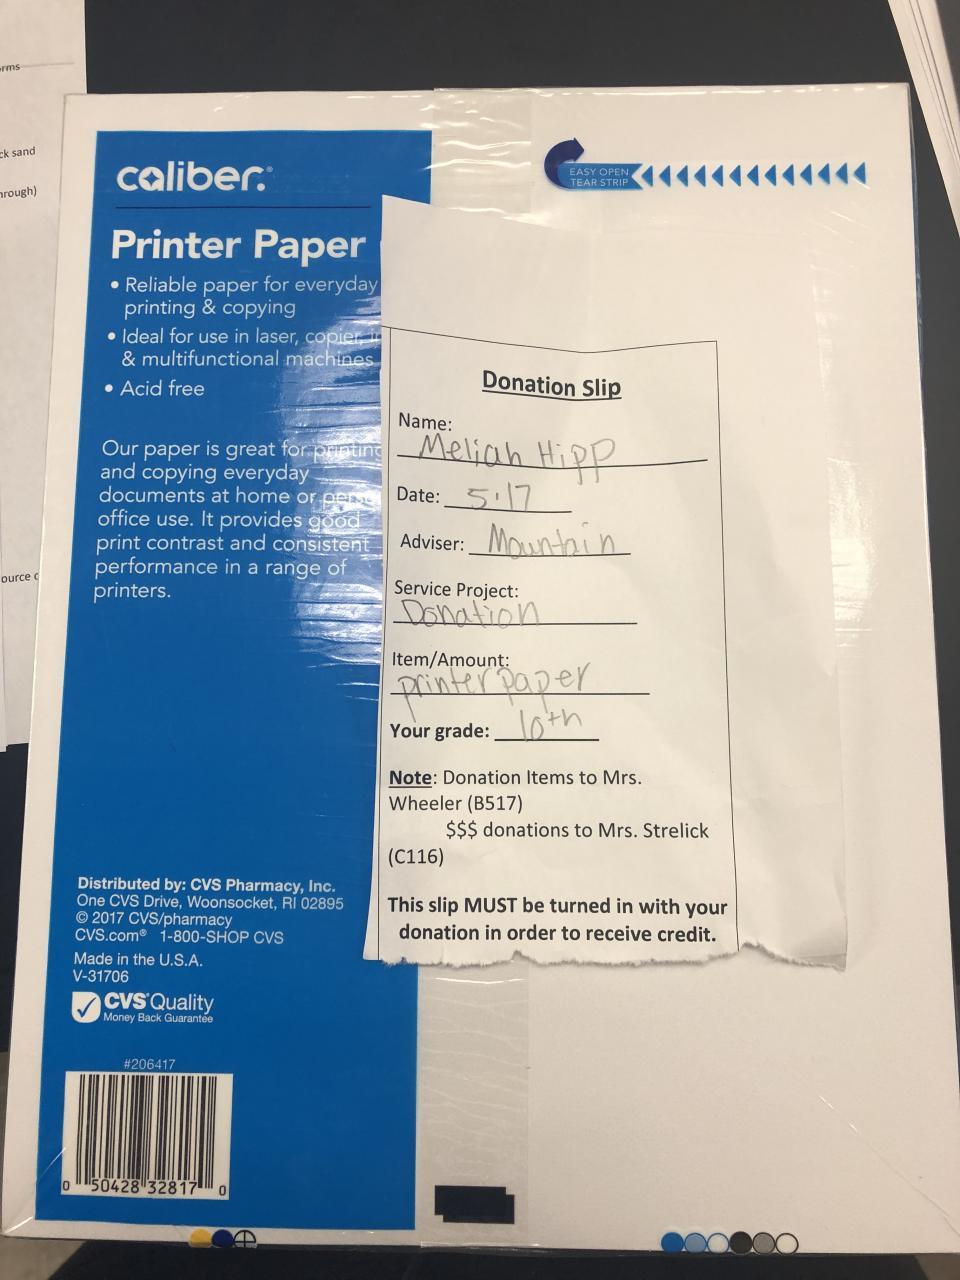 rms
ck sand
hrough)
ource
caliber®
EASY OPEN
TEAR STRIP
Printer Paper
• Reliable paper for everyday
printing & copying
• Ideal for use in laser, copier,
& multifunctional machines
• Acid free
Our paper is great for printing
and copying everyday
documents at home or
office use. It provides good
print contrast and consistent
performance in a range of
printers.
Distributed by: CVS Pharmacy, Inc.
One CVS Drive, Woonsocket, RI 02895
© 2017 CVS/pharmacy
CVS.com® 1-800-SHOP CVS
Made in the U.S.A.
V-31706
CVS Quality
Money Back Guarantee
#206417
0 50428 32817 0
Donation Slip
Name:
Meliah Hipp
Date: 5·17
Adviser: Mountain
Service Project:
Donation
Item/Amount:
printer paper
Your grade: 10th
Note: Donation Items to Mrs.
Wheeler (B517)
$$$ donations to Mrs. Strelick
(C116)
This slip MUST be turned in with your
donation in order to receive credit.